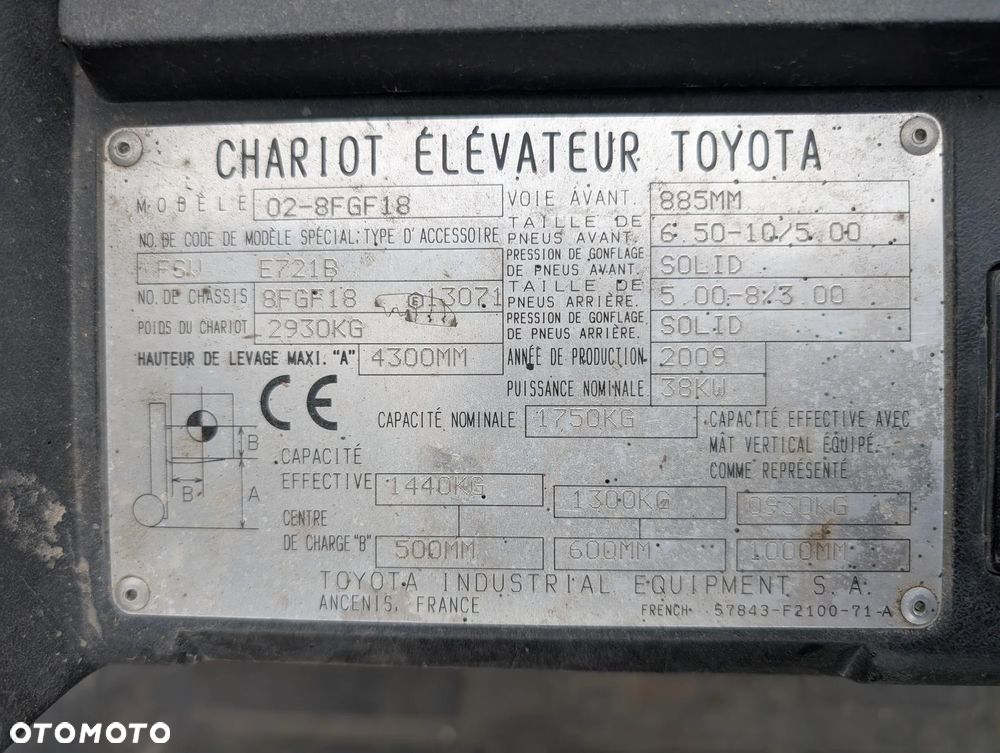 CHARIOT ÉLÉVATEUR TOYOTA
MODÈLE 02-8FGF18
NO. DE CODE DE MODÈLE SPÉCIAL: TYPE D'ACCESSOIRE
FSV E721B
NO. DE CHASSIS 8FGF18 E 13071
POIDS DU CHARIOT 2930KG
HAUTEUR DE LEVAGE MAXI. "A" 4300MM
VOIE AVANT. 885MM
TAILLE DE PNEUS AVANT. 6.50-10/5.00
PRESSION DE GONFLAGE DE PNEUS AVANT. SOLID
TAILLE DE PNEUS ARRIÈRE. 5.00-8/3.00
PRESSION DE GONFLAGE DE PNEUS ARRIÈRE. SOLID
ANNÉE DE PRODUCTION 2009
PUISSANCE NOMINALE 38KW
CE
CAPACITÉ NOMINALE 1750KG
CAPACITÉ EFFECTIVE AVEC
MÂT VERTICAL ÉQUIPÉ.
COMME REPRÉSENTÉ
B
B
A
CAPACITÉ
EFFECTIVE 1440KG 1300KG 0930KG
CENTRE
DE CHARGE "B" 500MM 600MM 1000MM
TOYOTA INDUSTRIAL EQUIPMENT S.A.
ANCENIS, FRANCE
FRENCH 57843-F2100-71-A
OTOMOTO